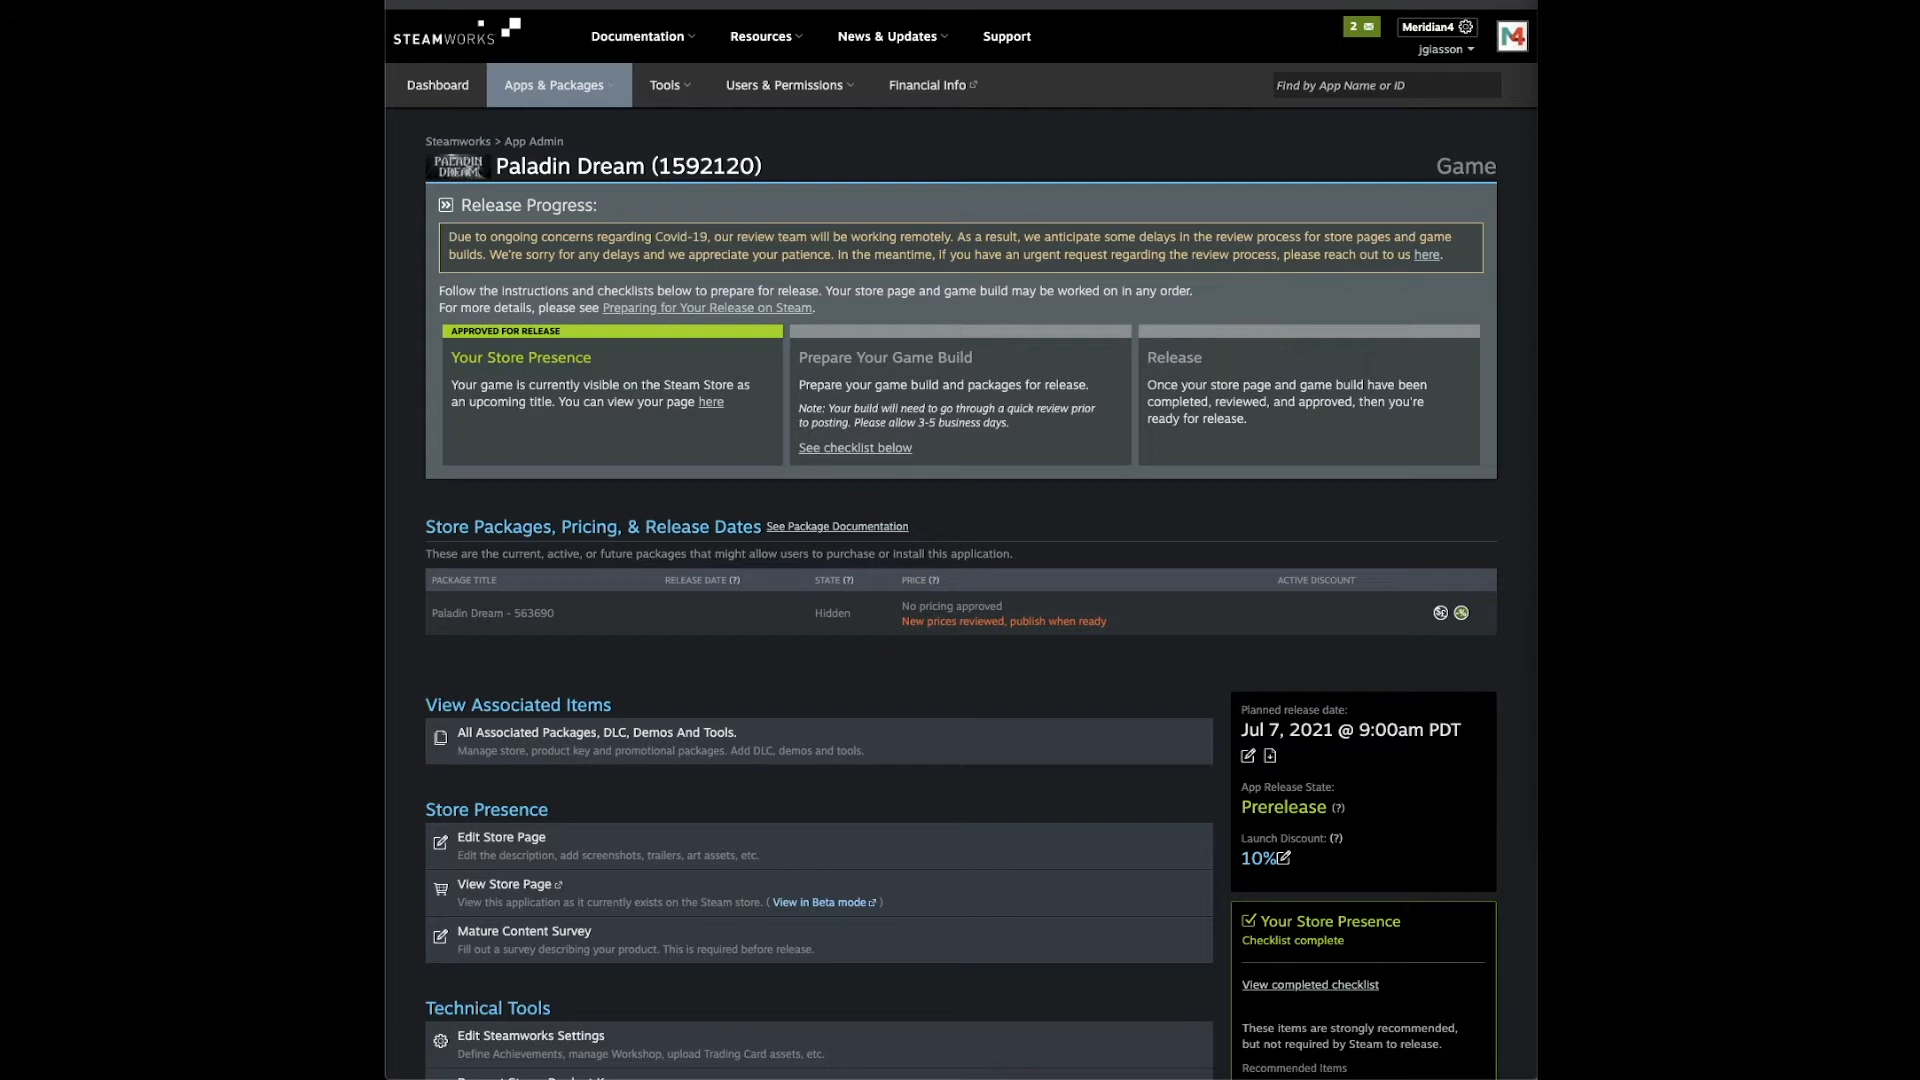 STEAMWORKS
Documentation
Resources
News & Updates
Support
2
Meridian4
jgiasson
M4
Dashboard
Apps & Packages
Tools
Users & Permissions
Financial Info
Find by App Name or ID
Steamworks > App Admin
PALADIN
DREAM
Paladin Dream (1592120)
Game
Release Progress:
Due to ongoing concerns regarding Covid-19, our review team will be working remotely. As a result, we anticipate some delays in the review process for store pages and game
builds. We're sorry for any delays and we appreciate your patience. In the meantime, if you have an urgent request regarding the review process, please reach out to us here.
Follow the instructions and checklists below to prepare for release. Your store page and game build may be worked on in any order.
For more details, please see Preparing for Your Release on Steam.
APPROVED FOR RELEASE
Your Store Presence
Your game is currently visible on the Steam Store as
an upcoming title. You can view your page here
Prepare Your Game Build
Prepare your game build and packages for release.
Note: Your build will need to go through a quick review prior
to posting. Please allow 3-5 business days.
See checklist below
Release
Once your store page and game build have been
completed, reviewed, and approved, then you're
ready for release.
Store Packages, Pricing, & Release Dates See Package Documentation
These are the current, active, or future packages that might allow users to purchase or install this application.
PACKAGE TITLE
RELEASE DATE (?)
STATE (?)
PRICE (?)
ACTIVE DISCOUNT
Paladin Dream - 563690
Hidden
No pricing approved
New prices reviewed, publish when ready
View Associated Items
All Associated Packages, DLC, Demos And Tools.
Manage store, product key and promotional packages. Add DLC, demos and tools.
Store Presence
Edit Store Page
Edit the description, add screenshots, trailers, art assets, etc.
View Store Page
View this application as it currently exists on the Steam store. ( View in Beta mode )
Mature Content Survey
Fill out a survey describing your product. This is required before release.
Technical Tools
Edit Steamworks Settings
Define Achievements, manage Workshop, upload Trading Card assets, etc.
Planned release date:
Jul 7, 2021 @ 9:00am PDT
App Release State:
Prerelease (?)
Launch Discount: (?)
10%
Your Store Presence
Checklist complete
View completed checklist
These items are strongly recommended,
but not required by Steam to release.
Recommended Items